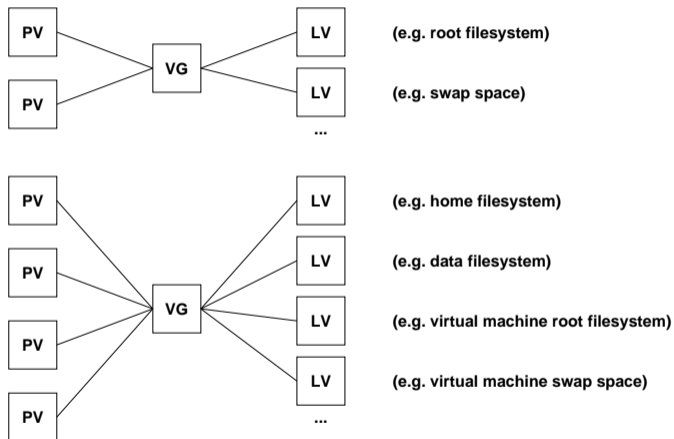 PV LV (e.g. root filesystem)
VG
PV LV (e.g. swap space)
...
PV LV (e.g. home filesystem)
PV LV (e.g. data filesystem)
VG
PV LV (e.g. virtual machine root filesystem)
LV (e.g. virtual machine swap space)
PV ...